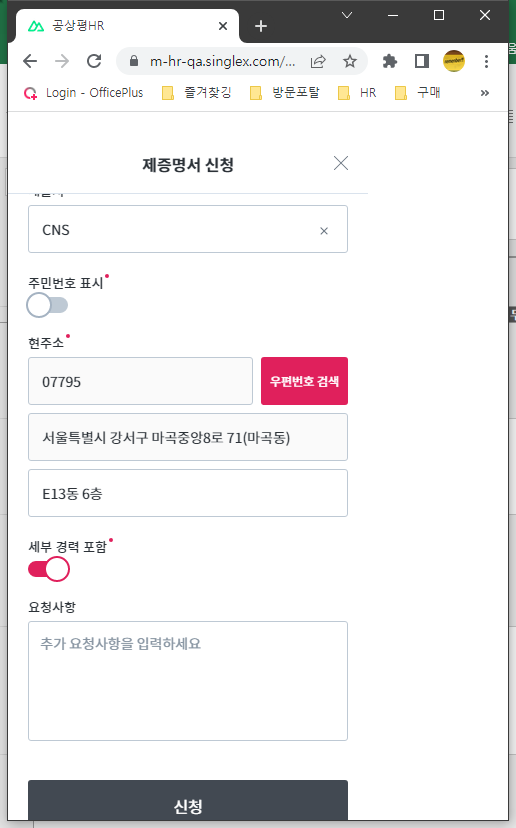 공상평HR
m-hr-qa.singlex.com/...
Login - OfficePlus
즐겨찾깅
방문포탈
HR
구매
»
제증명서 신청
CNS
주민번호 표시
현주소
07795
우편번호 검색
서울특별시 강서구 마곡중앙8로 71(마곡동)
E13동 6층
세부 경력 포함
요청사항
추가 요청사항을 입력하세요
신청